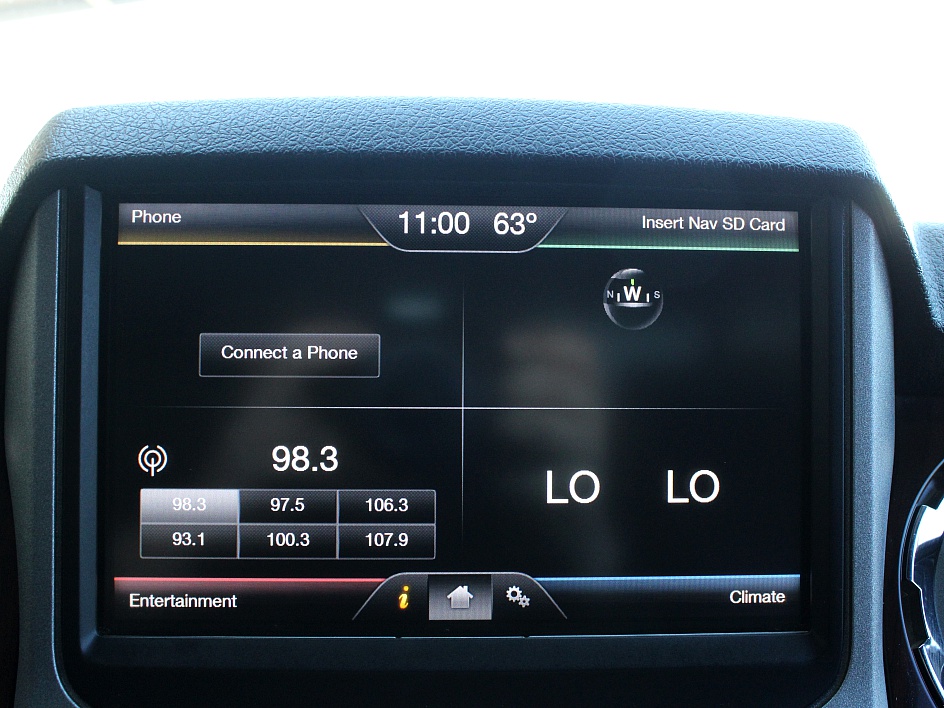 Phone
11:00 63º
Insert Nav SD Card
N W S
Connect a Phone
98.3
98.3 97.5 106.3
93.1 100.3 107.9
LO LO
Entertainment
i
Climate